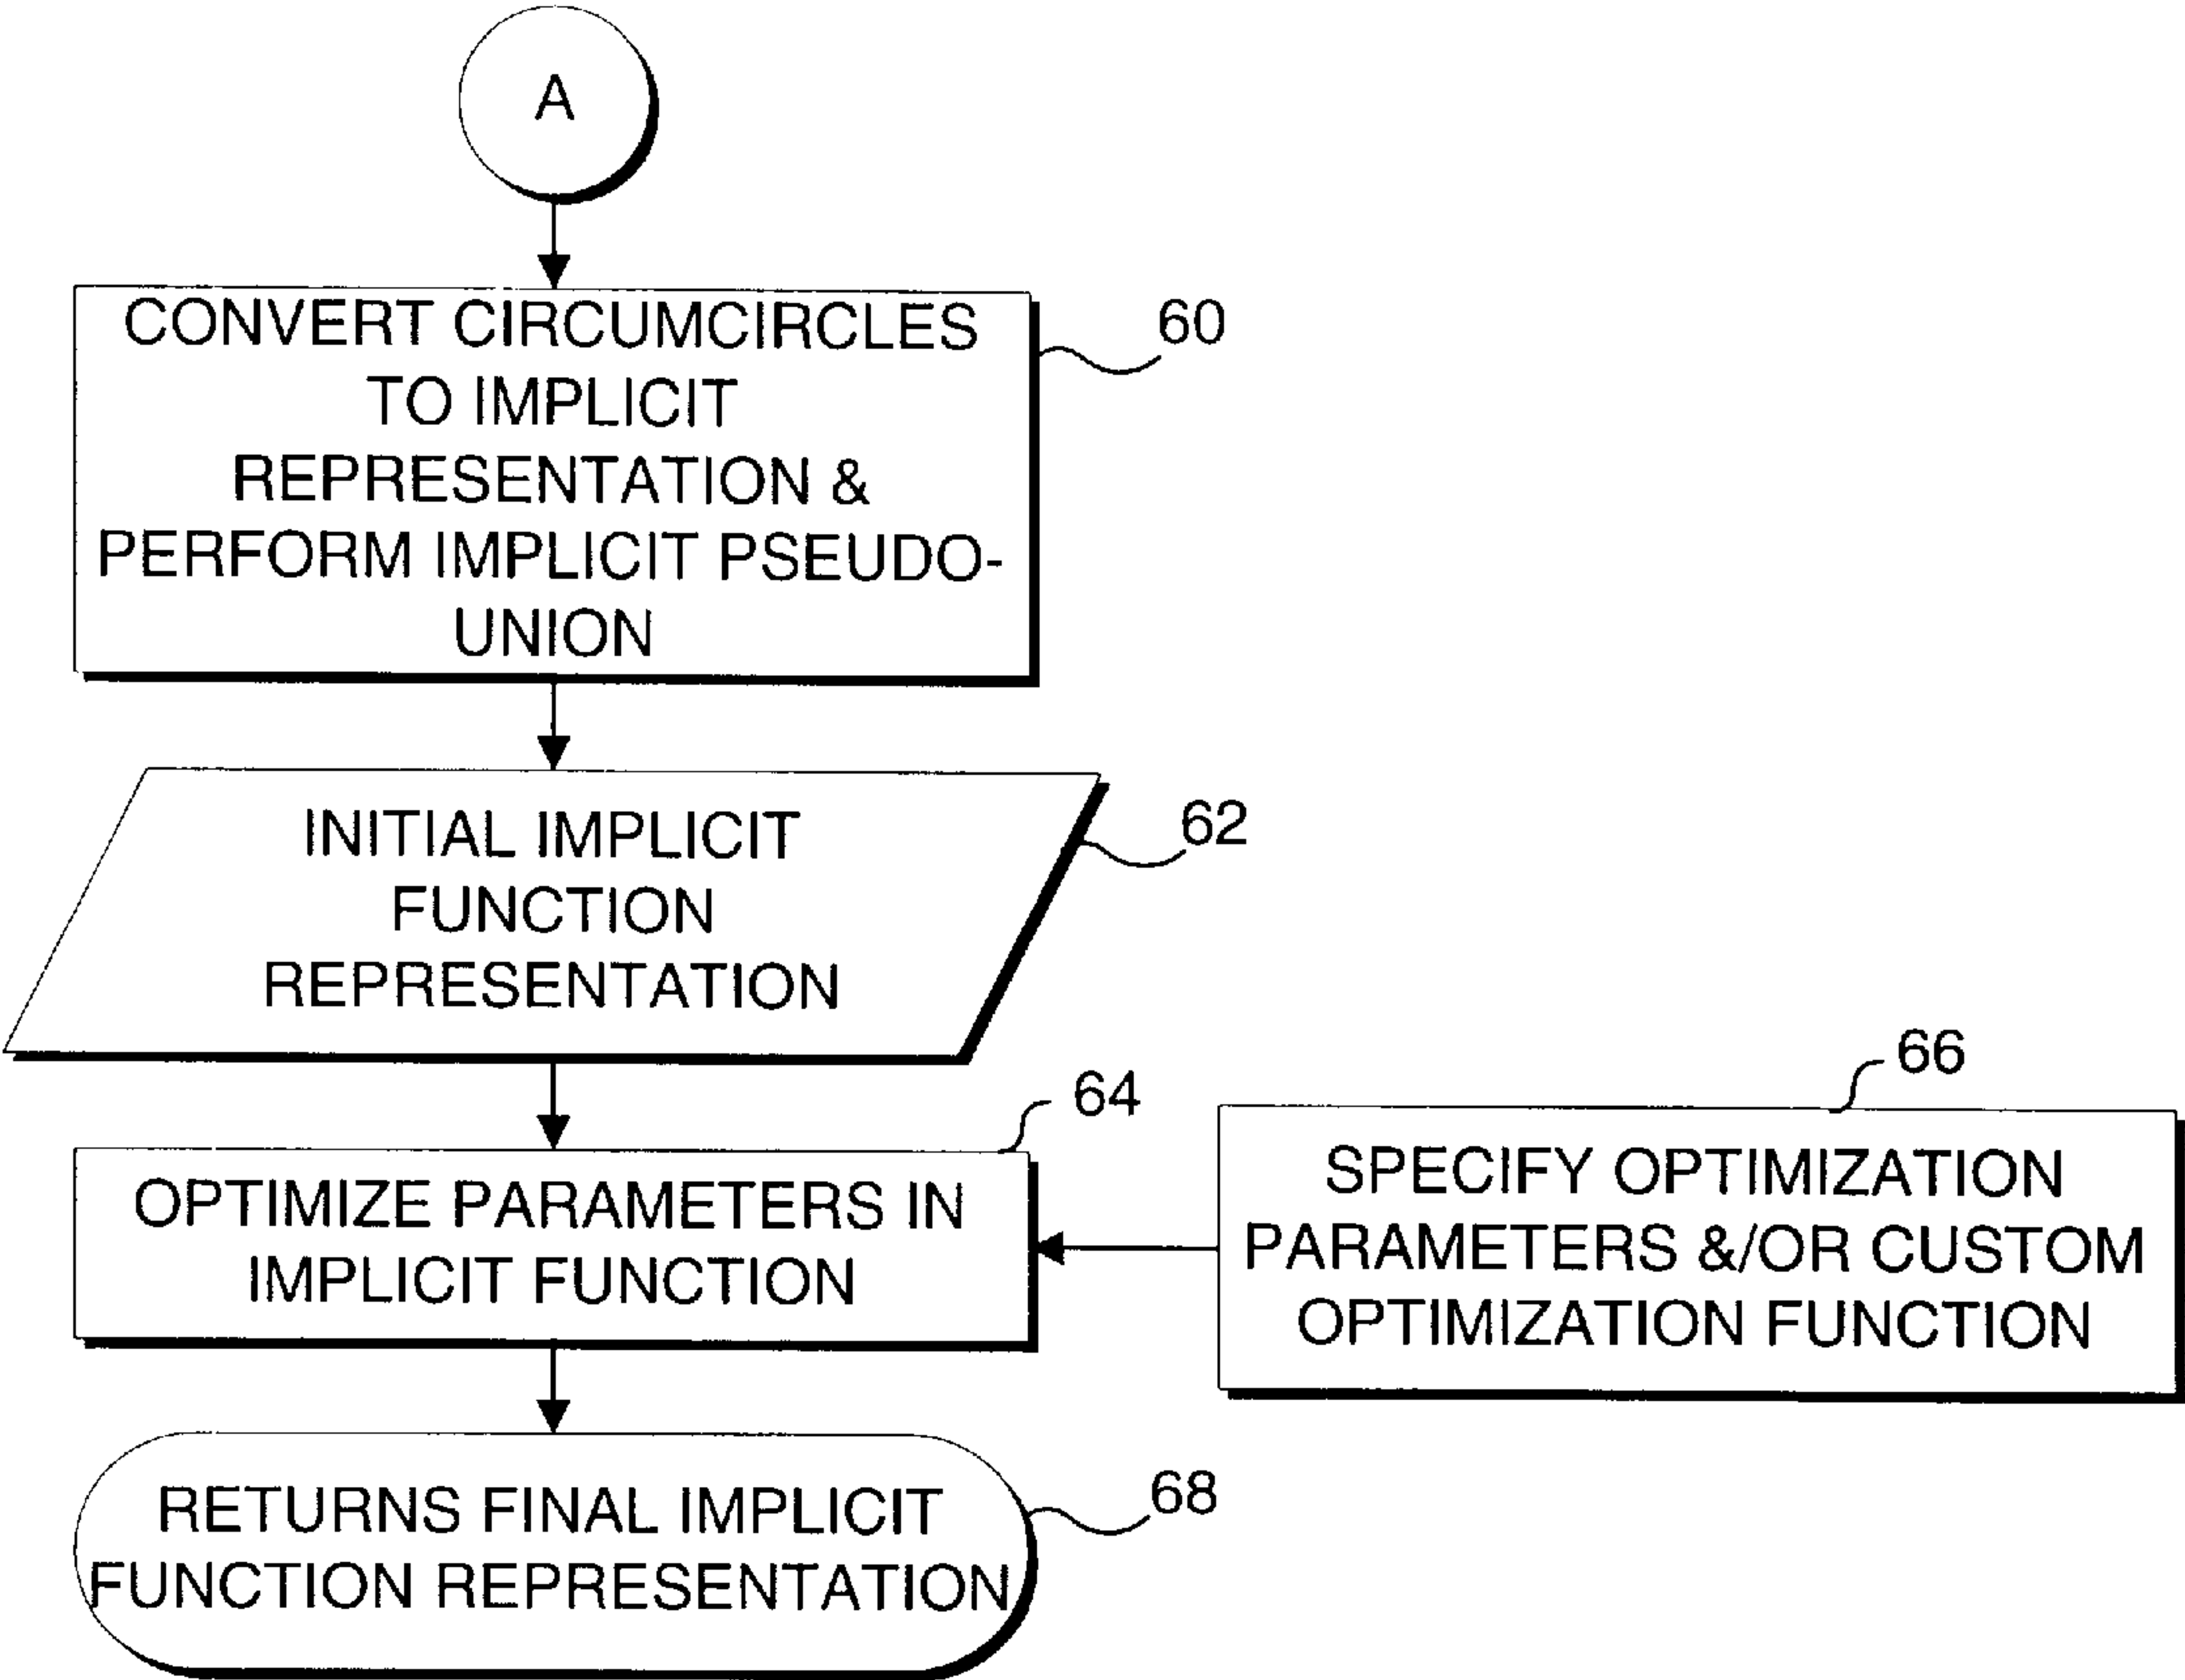 A
CONVERT CIRCUMCIRCLES
TO IMPLICIT
REPRESENTATION &
PERFORM IMPLICIT PSEUDO-
UNION
60
INITIAL IMPLICIT
FUNCTION
REPRESENTATION
62
OPTIMIZE PARAMETERS IN
IMPLICIT FUNCTION
64
SPECIFY OPTIMIZATION
PARAMETERS &/OR CUSTOM
OPTIMIZATION FUNCTION
66
RETURNS FINAL IMPLICIT
FUNCTION REPRESENTATION
68